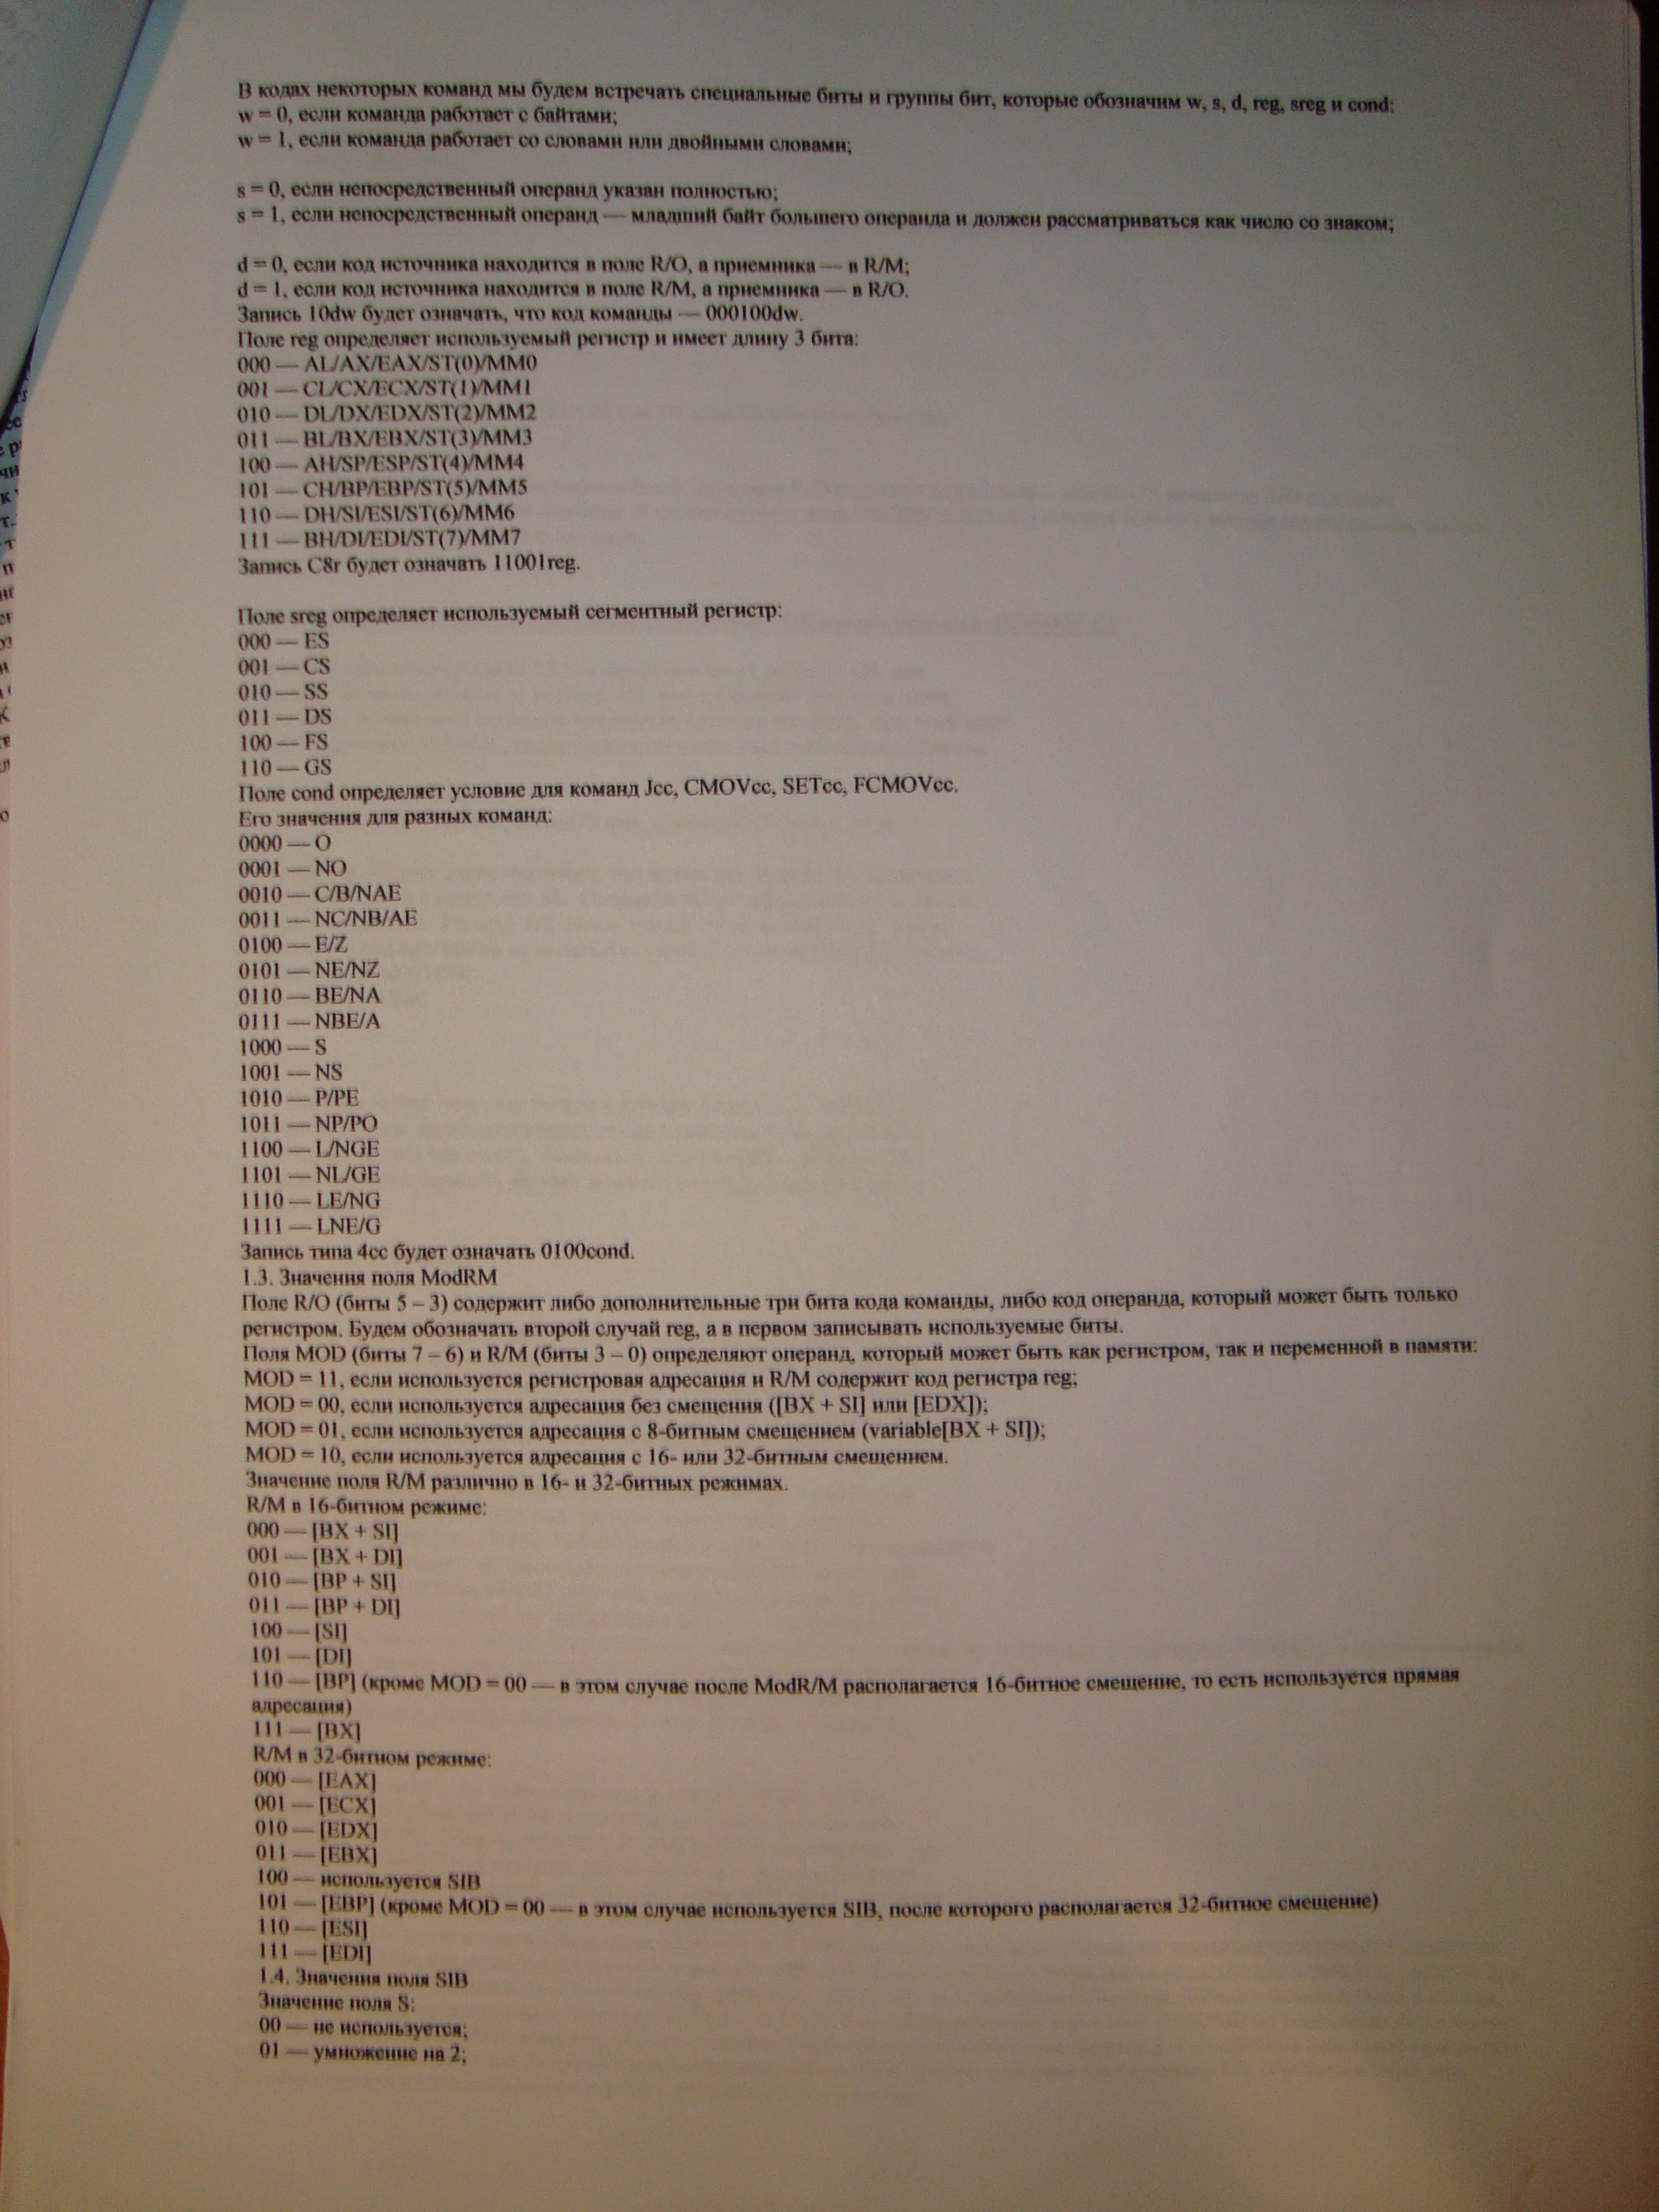 В кодах некоторых команд мы будем встречать специальные биты и группы бит, которые обозначим w, s, d, reg, sreg и cond:
w = 0, если команда работает с байтами;
w = 1, если команда работает со словами или двойными словами;
s = 0, если непосредственный операнд указан полностью;
s = 1, если непосредственный операнд — младший байт большего операнда и должен рассматриваться как число со знаком;
d = 0, если код источника находится в поле R/O, а приемника — в R/M;
d = 1, если код источника находится в поле R/M, а приемника — в R/O.
Запись 10dw будет означать, что код команды — 000100dw.
Поле reg определяет используемый регистр и имеет длину 3 бита:
000 — AL/AX/EAX/ST(0)/MM0
001 — CL/CX/ECX/ST(1)/MM1
010 — DL/DX/EDX/ST(2)/MM2
011 — BL/BX/EBX/ST(3)/MM3
100 — AH/SP/ESP/ST(4)/MM4
101 — CH/BP/EBP/ST(5)/MM5
110 — DH/SI/ESI/ST(6)/MM6
111 — BH/DI/EDI/ST(7)/MM7
Запись C8r будет означать 11001reg.
Поле sreg определяет используемый сегментный регистр:
000 — ES
001 — CS
010 — SS
011 — DS
100 — FS
110 — GS
Поле cond определяет условие для команд Jcc, CMOVcc, SETcc, FCMOVcc.
Его значения для разных команд:
0000 — O
0001 — NO
0010 — C/B/NAE
0011 — NC/NB/AE
0100 — E/Z
0101 — NE/NZ
0110 — BE/NA
0111 — NBE/A
1000 — S
1001 — NS
1010 — P/PE
1011 — NP/PO
1100 — L/NGE
1101 — NL/GE
1110 — LE/NG
1111 — LNE/G
Запись типа 4cc будет означать 0100cond.
1.3. Значения поля ModRM
Поле R/O (биты 5 – 3) содержит либо дополнительные три бита кода команды, либо код операнда, который может быть только
регистром. Будем обозначать второй случай reg, а в первом записывать используемые биты.
Поля MOD (биты 7 – 6) и R/M (биты 3 – 0) определяют операнд, который может быть как регистром, так и переменной в памяти:
MOD = 11, если используется регистровая адресация и R/M содержит код регистра reg;
MOD = 00, если используется адресация без смещения ([BX + SI] или [EDX]);
MOD = 01, если используется адресация с 8-битным смещением (variable[BX + SI]);
MOD = 10, если используется адресация с 16- или 32-битным смещением.
Значение поля R/M различно в 16- и 32-битных режимах.
R/M в 16-битном режиме:
000 — [BX + SI]
001 — [BX + DI]
010 — [BP + SI]
011 — [BP + DI]
100 — [SI]
101 — [DI]
110 — [BP] (кроме MOD = 00 — в этом случае после ModR/M располагается 16-битное смещение, то есть используется прямая
адресация)
111 — [BX]
R/M в 32-битном режиме:
000 — [EAX]
001 — [ECX]
010 — [EDX]
011 — [EBX]
100 — используется SIB
101 — [EBP] (кроме MOD = 00 — в этом случае используется SIB, после которого располагается 32-битное смещение)
110 — [ESI]
111 — [EDI]
1.4. Значения поля SIB
Значение поля S:
00 — не используется;
01 — умножение на 2;